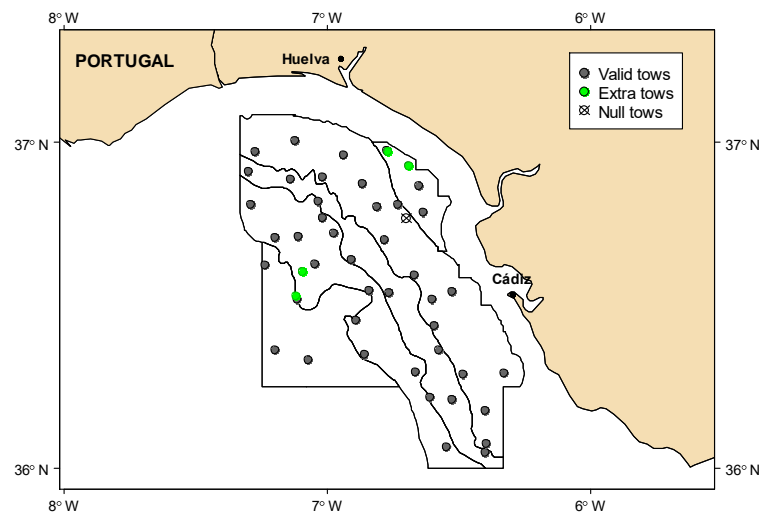 8° W 7° W 6° W
PORTUGAL
Huelva
Valid tows
Extra tows
Null tows
37° N 37° N
Cádiz
36° N 36° N
8° W 7° W 6° W